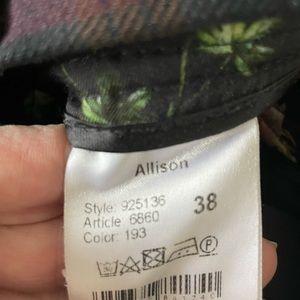 Allison
Style: 925136
Article: 6860
Color: 193
38
P